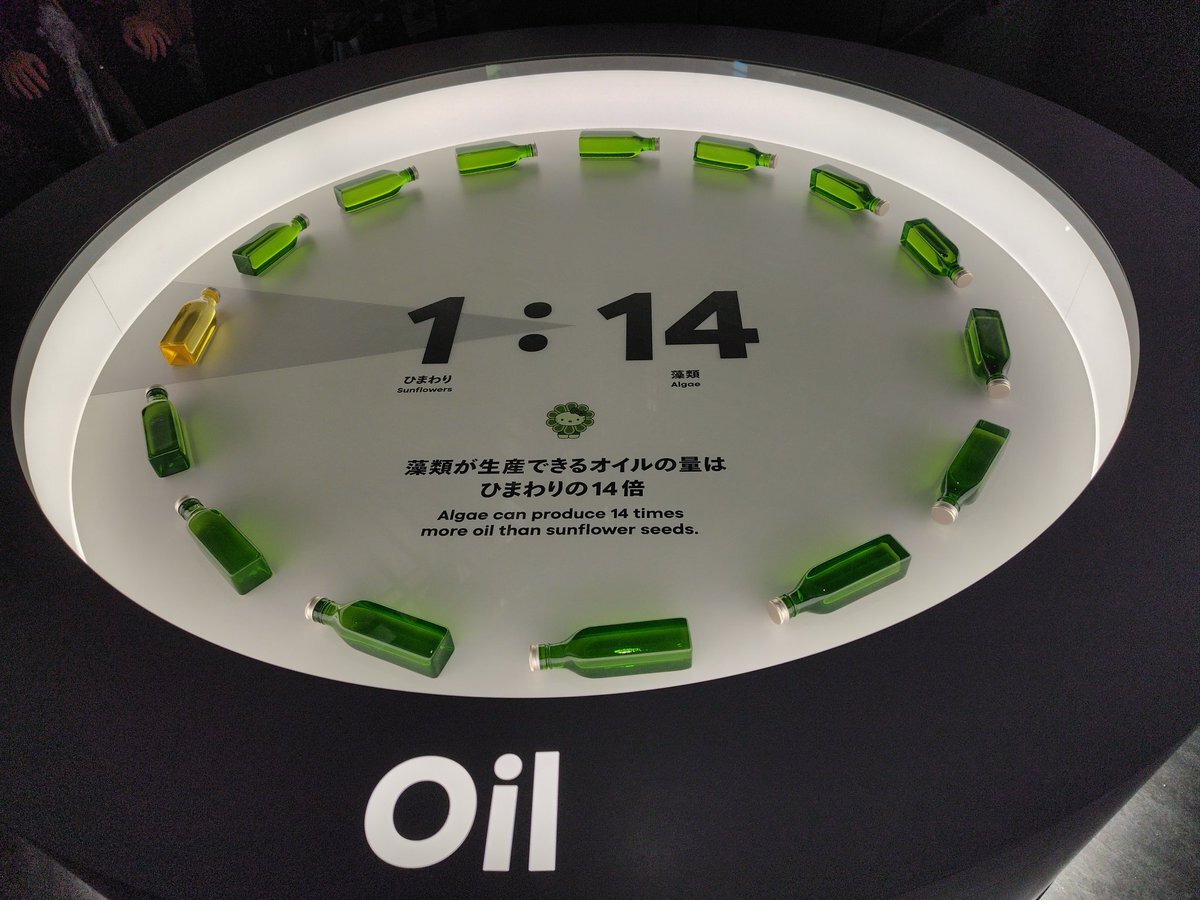 1 : 14
ひまわり
Sunflowers
藻類
Algae
藻類が生産できるオイルの量は
ひまわりの14倍
Algae can produce 14 times
more oil than sunflower seeds.
Oil